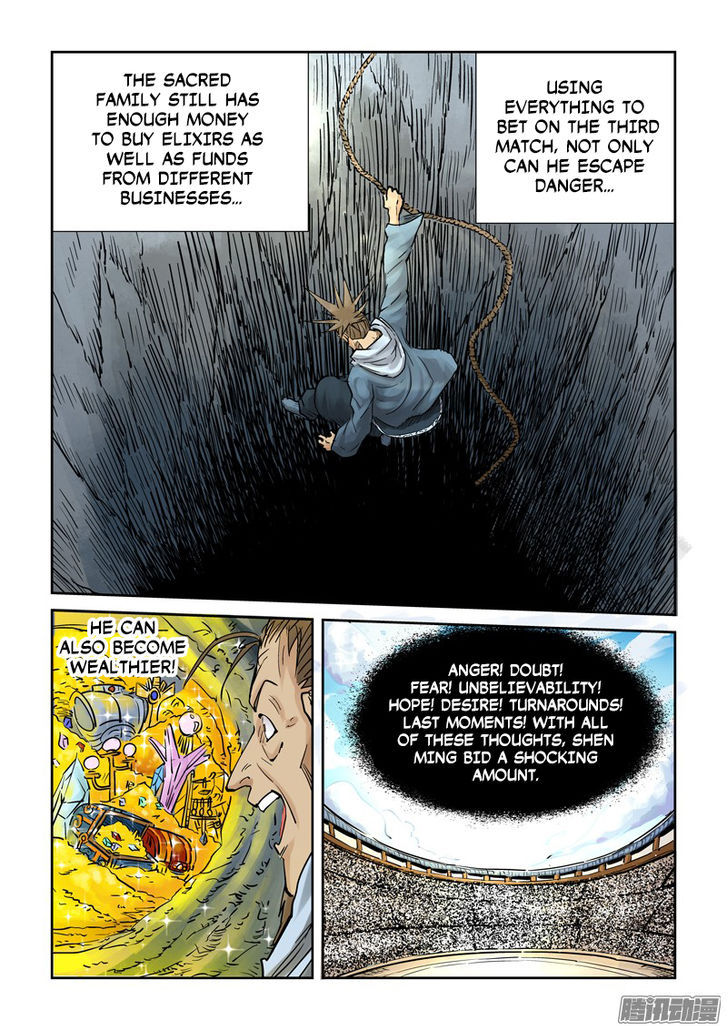 THE SACRED
FAMILY STILL HAS
ENOUGH MONEY
TO BUY ELIXIRS AS
WELL AS FUNDS
FROM DIFFERENT
BUSINESSES...
USING
EVERYTHING TO
BET ON THE THIRD
MATCH, NOT ONLY
CAN HE ESCAPE
DANGER...
HE CAN
ALSO BECOME
WEALTHIER!
ANGER! DOUBT!
FEAR! UNBELIEVABILITY!
HOPE! DESIRE! TURNAROUNDS!
LAST MOMENTS! WITH ALL
OF THESE THOUGHTS, SHEN
MING BID A SHOCKING
AMOUNT.
腾讯动漫